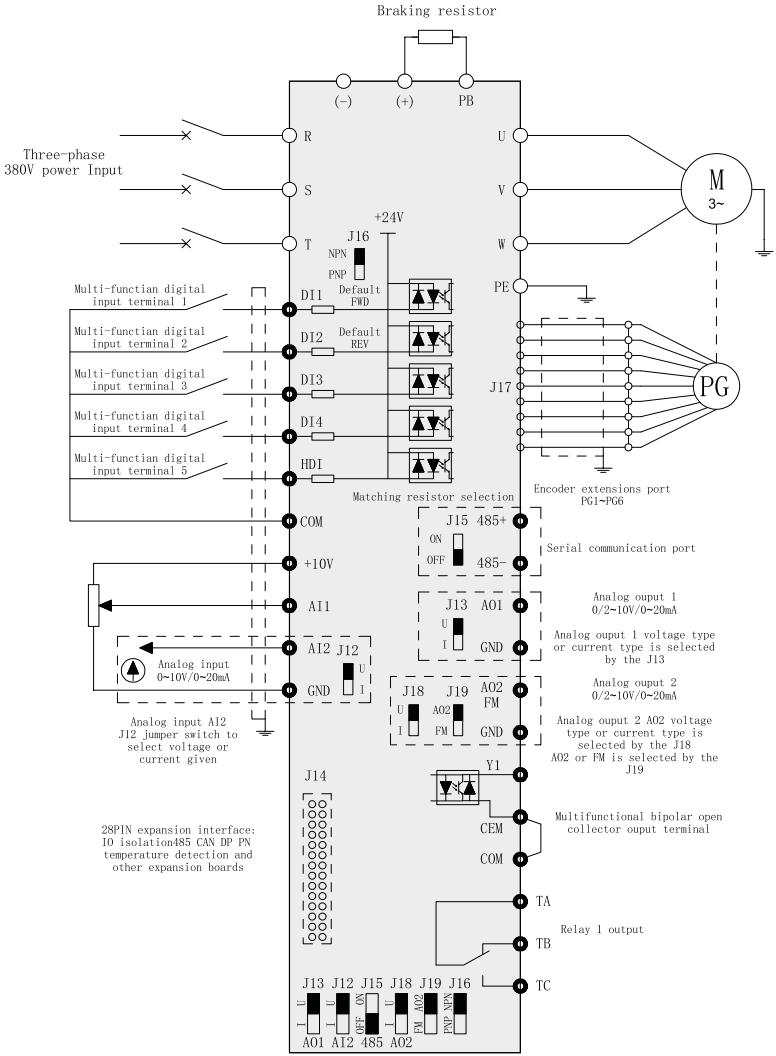 Braking resistor
(-)
(+)
PB
Three-phase
380V power Input
R
S
T
U
V
W
PE
M
3~
+24V
J16
NPN
PNP
Multi-functian digital
input terminal 1
DI1
Default
FWD
Multi-functian digital
input terminal 2
DI2
Default
REV
Multi-functian digital
input terminal 3
DI3
Multi-functian digital
input terminal 4
DI4
Multi-functian digital
input terminal 5
HDI
J17
PG
Encoder extensions port
PG1~PG6
Matching resistor selection
COM
J15
485+
ON
OFF
485-
Serial communication port
+10V
AI1
J13
AO1
U
I
GND
Analog ouput 1
0/2~10V/0~20mA
Analog ouput 1 voltage type
or current type is selected
by the J13
AI2
J12
U
I
Analog input
0~10V/0~20mA
GND
Analog input AI2
J12 jumper switch to
select voltage or
current given
J18
J19
AO2
FM
U
I
AO2
FM
GND
Analog ouput 2
0/2~10V/0~20mA
Analog ouput 2 AO2 voltage
type or current type is
selected by the J18
AO2 or FM is selected by the
J19
Y1
CEM
COM
Multifunctional bipolar open
collector ouput terminal
J14
28PIN expansion interface:
IO isolation485 CAN DP PN
temperature detection and
other expansion boards
TA
TB
TC
Relay 1 output
J13 J12 J15 J18 J19 J16
I U
I U
OFF ON
I U
FM AO2
PNP NPN
AO1 AI2 485 AO2